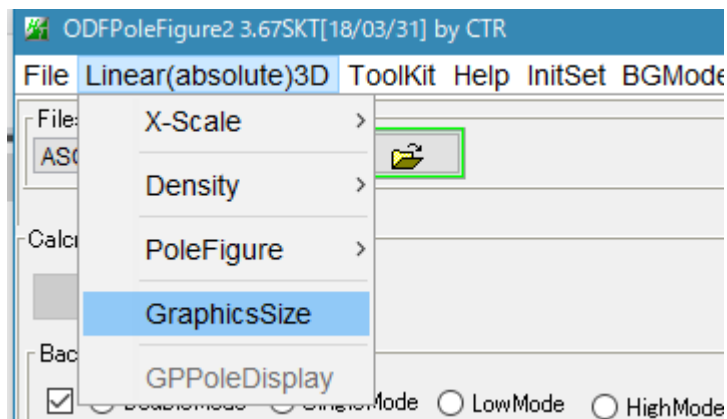 ODFPoleFigure2 3.67SKT[18/03/31] by CTR
File Linear(absolute)3D ToolKit Help InitSet BGMode
X-Scale
Density
PoleFigure
GraphicsSize
GPPoleDisplay
LowMode HighMode